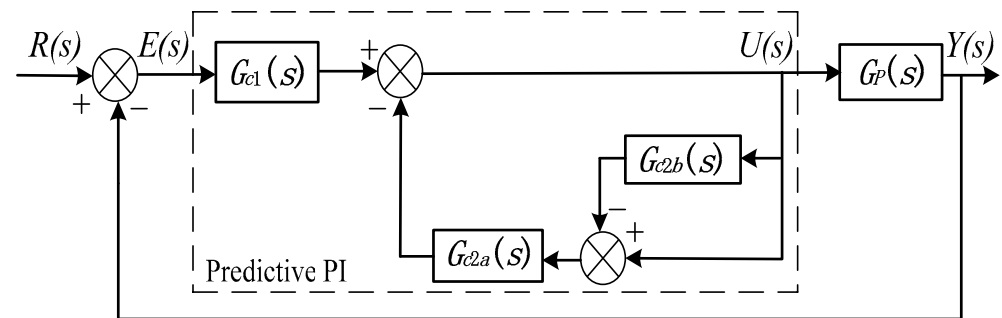 R(s)
E(s)
U(s)
Y(s)
+
−
Gc1(s)
+
−
GP(s)
Gc2b(s)
−
+
Gc2a(s)
Predictive PI